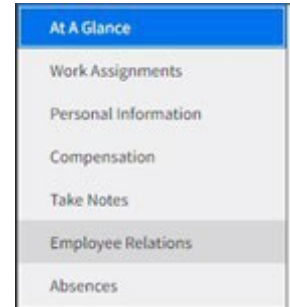 At A Glance
Work Assignments
Personal Information
Compensation
Take Notes
Employee Relations
Absences